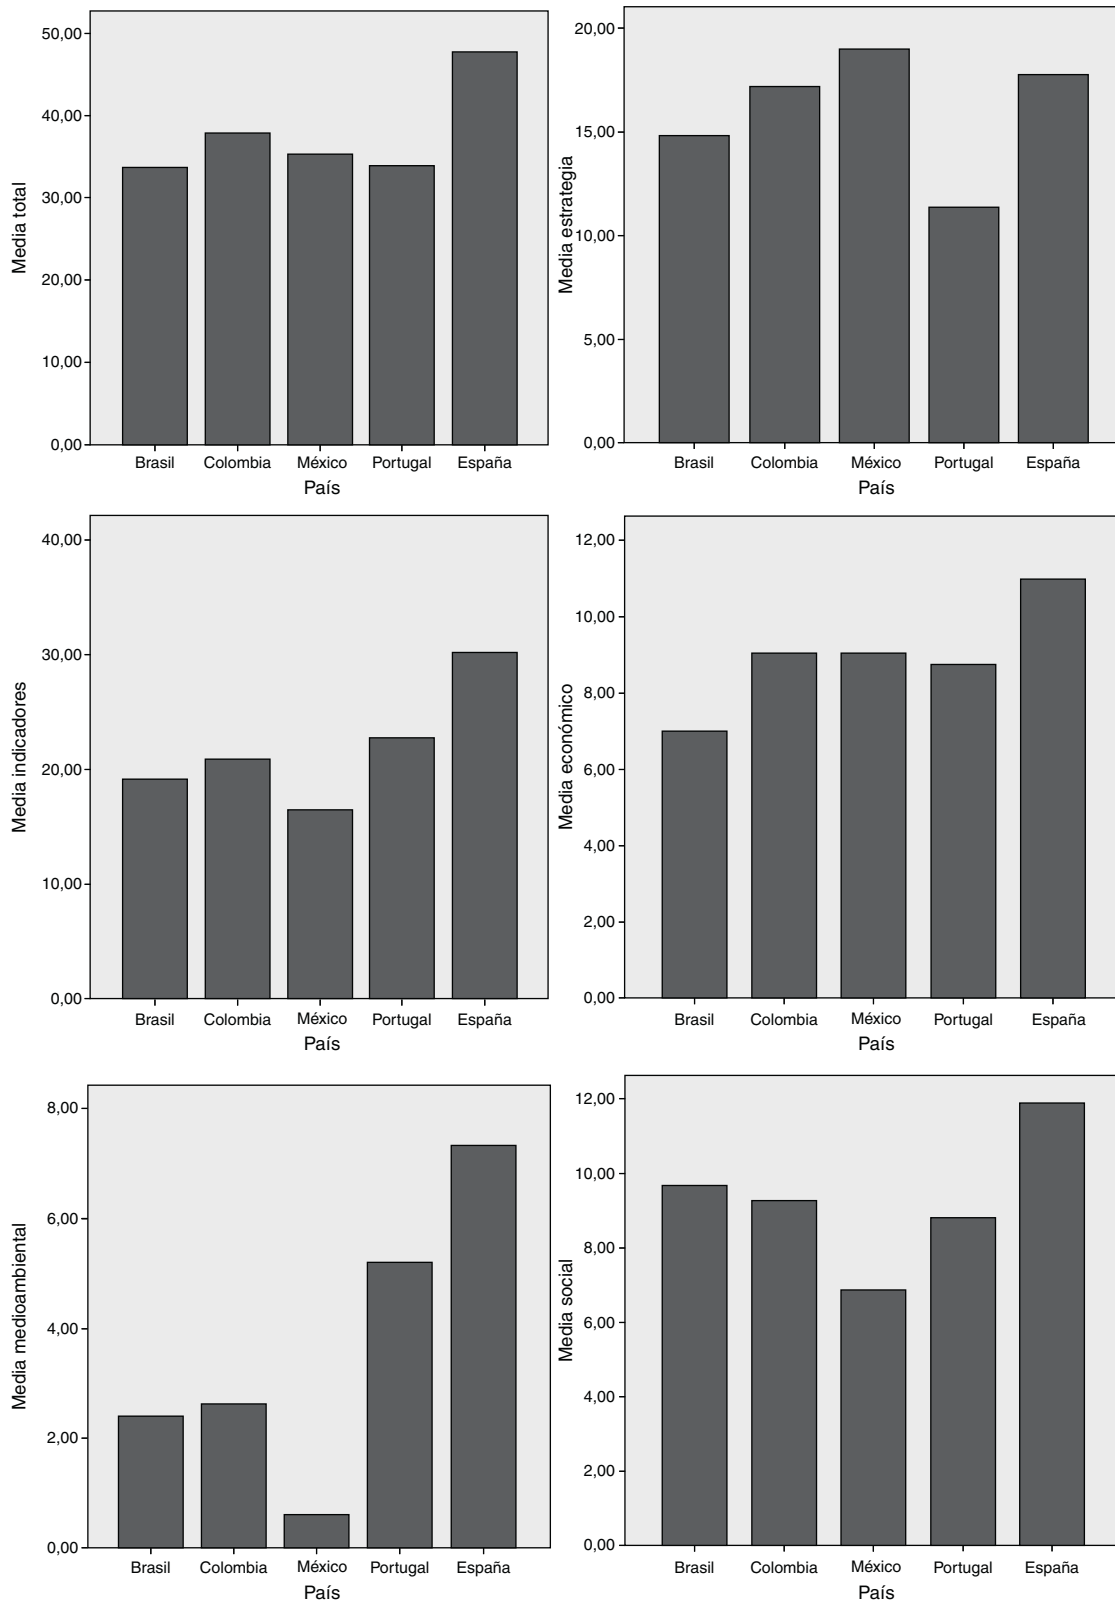 Media total
50,00
40,00
30,00
20,00
10,00
0,00
Brasil Colombia México Portugal España
País
Media estrategia
20,00
15,00
10,00
5,00
0,00
Brasil Colombia México Portugal España
País
Media indicadores
40,00
30,00
20,00
10,00
0,00
Brasil Colombia México Portugal España
País
Media económico
12,00
10,00
8,00
6,00
4,00
2,00
0,00
Brasil Colombia México Portugal España
País
Media medioambiental
8,00
6,00
4,00
2,00
0,00
Brasil Colombia México Portugal España
País
Media social
12,00
10,00
8,00
6,00
4,00
2,00
0,00
Brasil Colombia México Portugal España
País